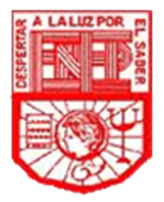 DESPERTAR
A LA LUZ POR
EL SABER
ENP